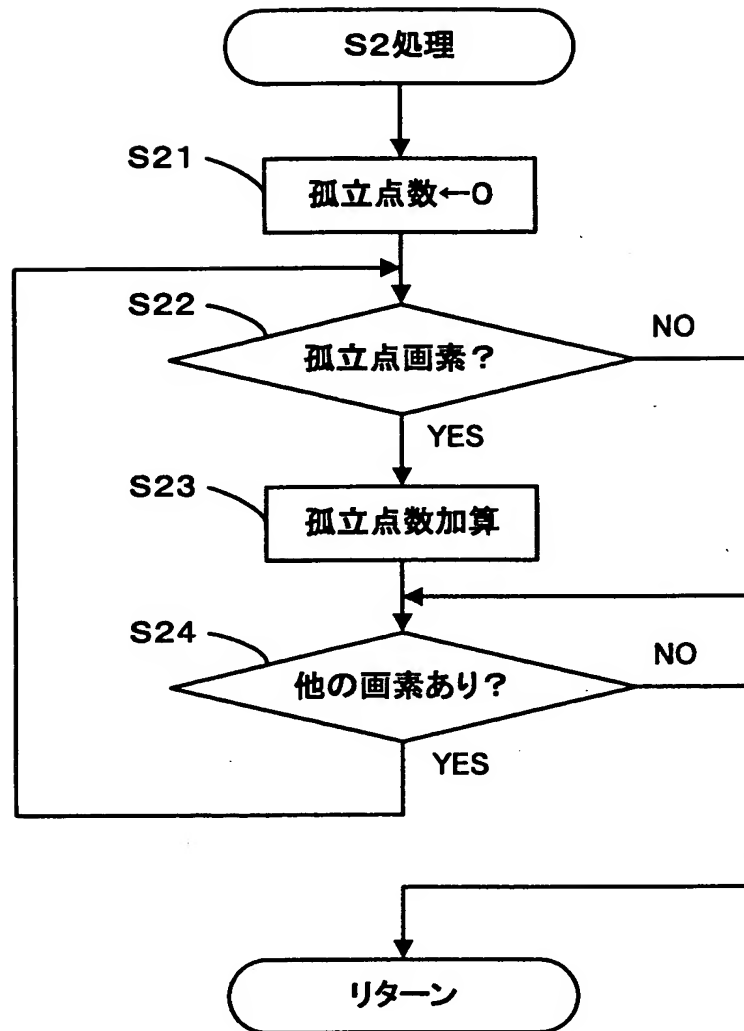 S2処理
S21
孤立点数←0
S22
孤立点画素?
NO
YES
S23
孤立点数加算
S24
他の画素あり?
NO
YES
リターン